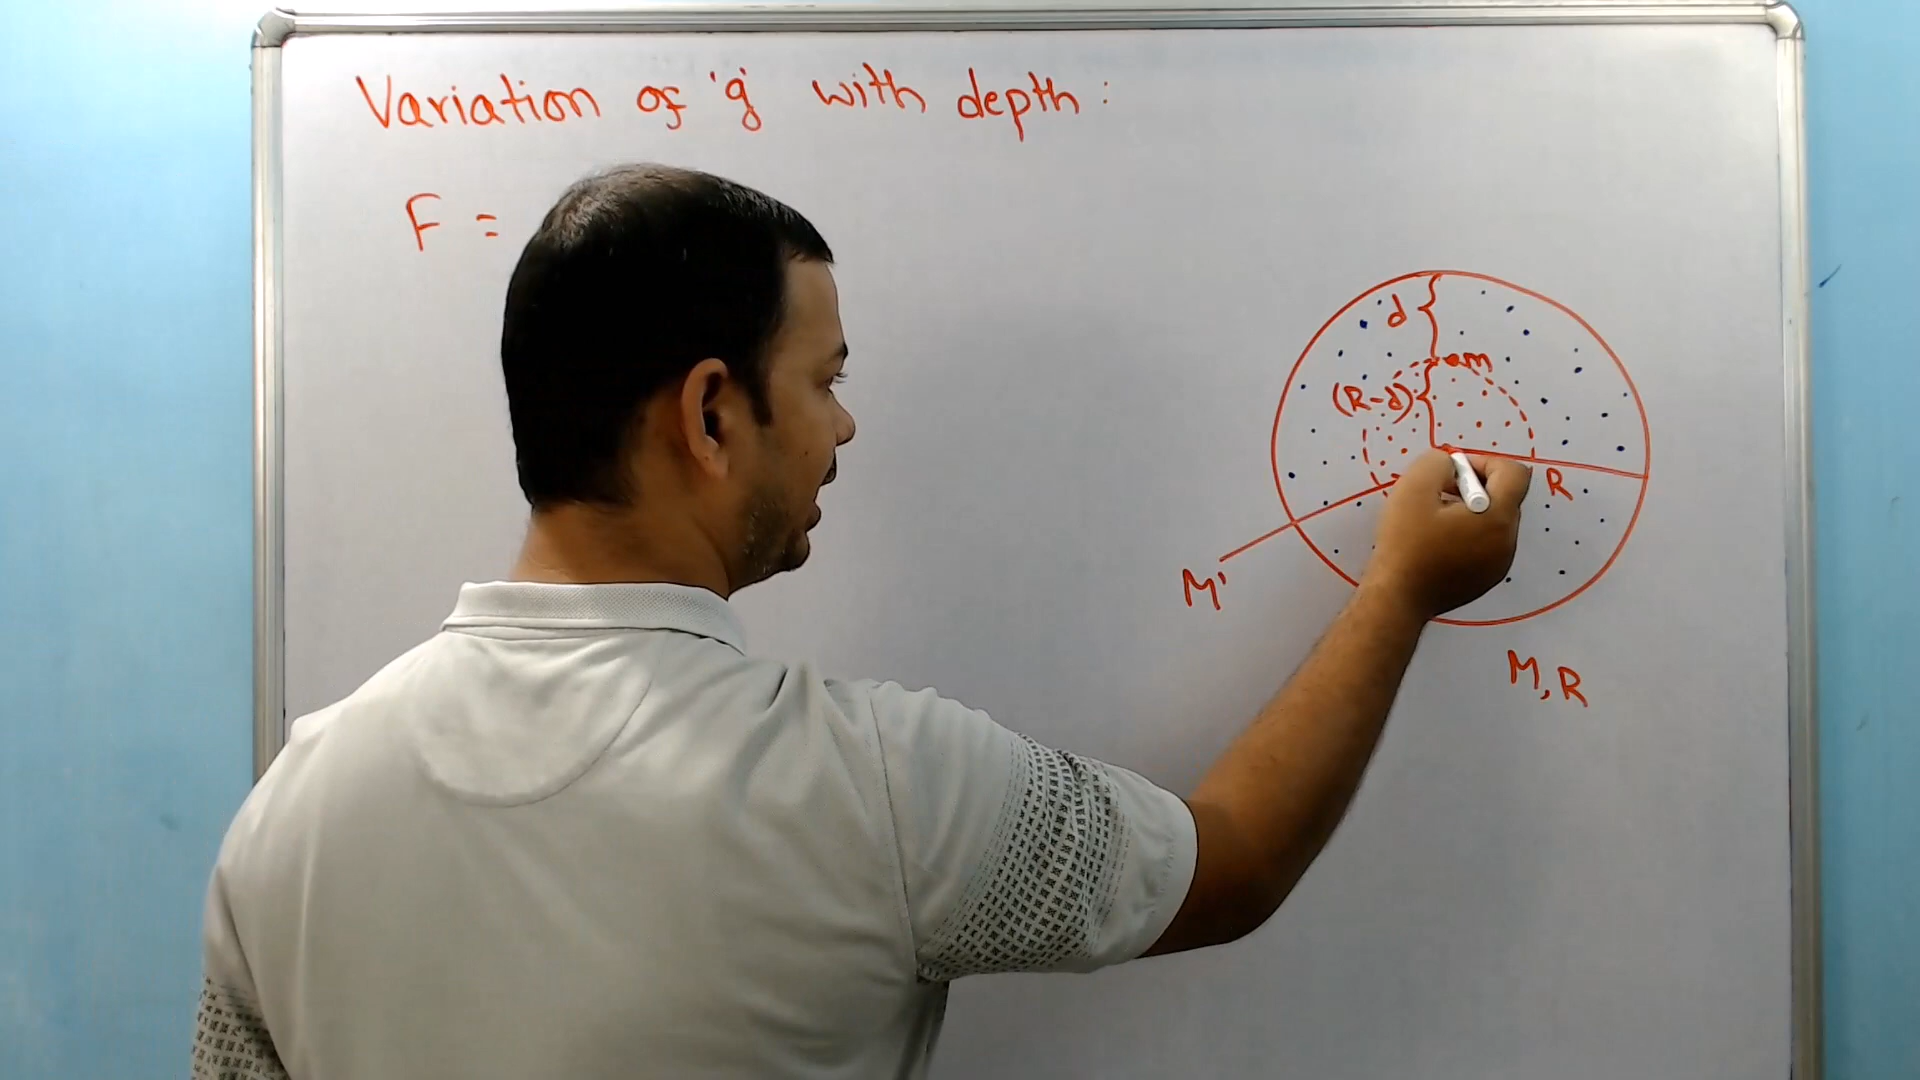 Variation of 'g' with depth :
F =
d
m
(R-d)
R
M'
M, R